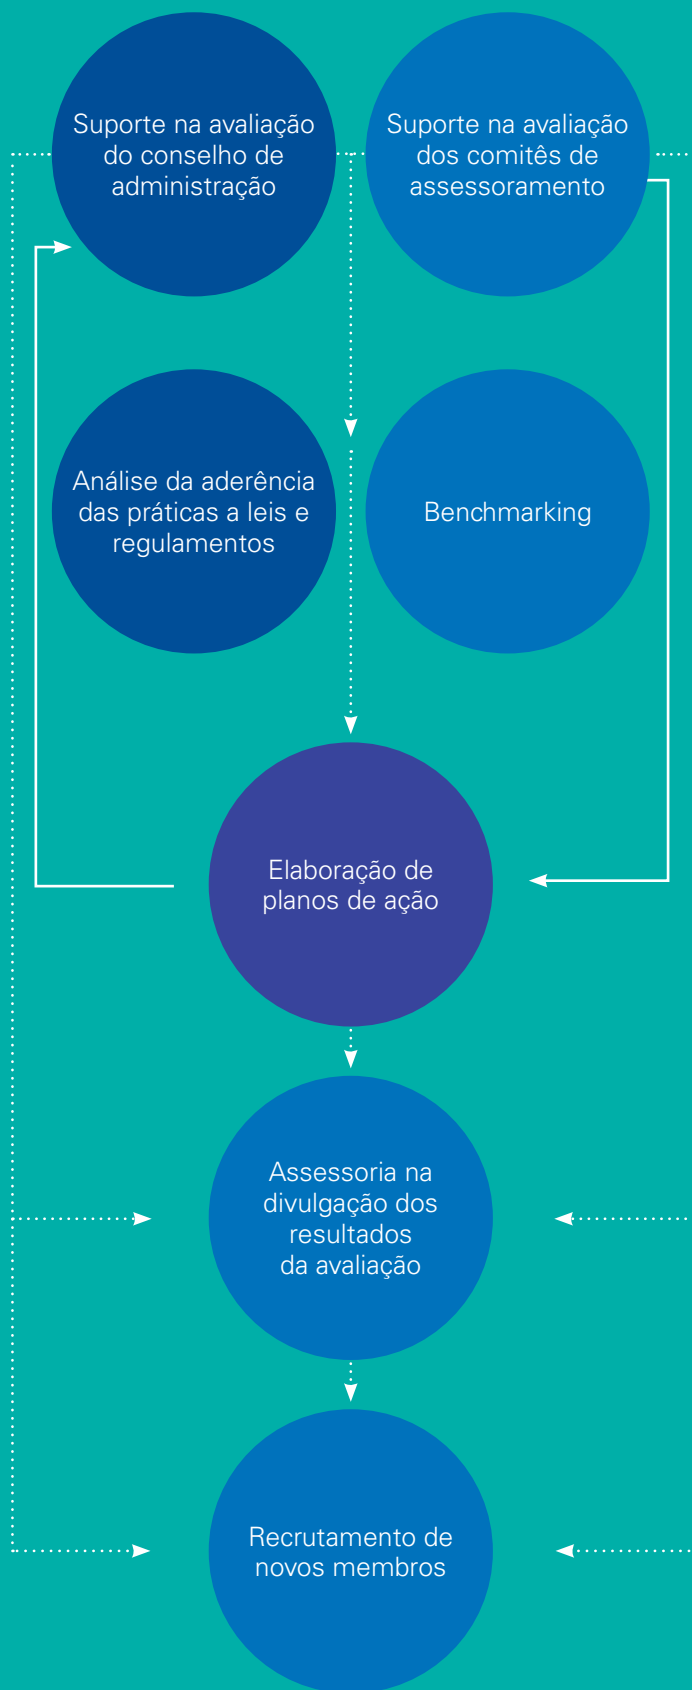 Suporte na avaliação
do conselho de
administração
Suporte na avaliação
dos comitês de
assessoramento
Análise da aderência
das práticas a leis e
regulamentos
Benchmarking
Elaboração de
planos de ação
Assessoria na
divulgação dos
resultados
da avaliação
Recrutamento de
novos membros